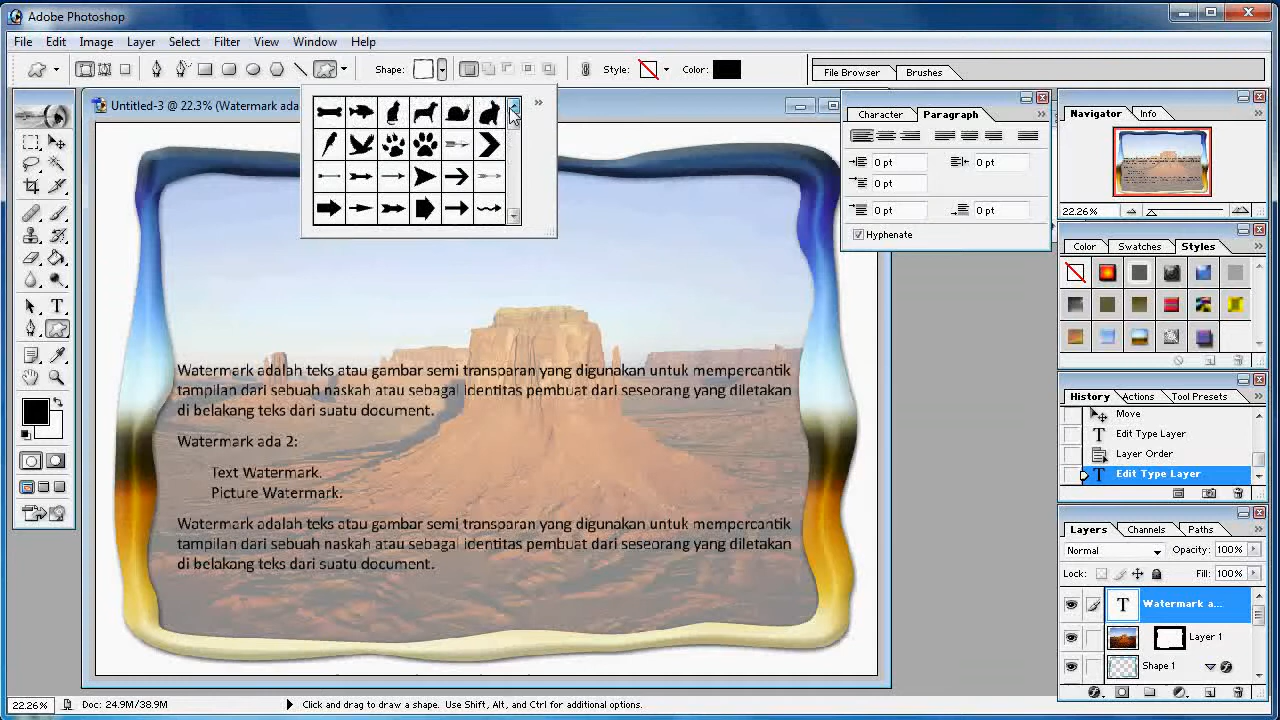 Adobe Photoshop
File Edit Image Layer Select Filter View Window Help
Shape: Style: Color: File Browser Brushes
Untitled-3 @ 22.3% (Watermark ada
Character Paragraph
0 pt 0 pt
0 pt
0 pt 0 pt
Hyphenate
Navigator Info
22.26%
Color Swatches Styles
History Actions Tool Presets
Move
Edit Type Layer
Layer Order
Edit Type Layer
Layers Channels Paths
Normal Opacity: 100%
Lock: Fill: 100%
T Watermark a...
Layer 1
Shape 1
Watermark adalah teks atau gambar semi transparan yang digunakan untuk mempercantik
tampilan dari sebuah naskah atau sebagai identitas pembuat dari seseorang yang diletakan
di belakang teks dari suatu document.
Watermark ada 2:
Text Watermark.
Picture Watermark.
Watermark adalah teks atau gambar semi transparan yang digunakan untuk mempercantik
tampilan dari sebuah naskah atau sebagai identitas pembuat dari seseorang yang diletakan
di belakang teks dari suatu document.
22.26% Doc: 24.9M/38.9M Click and drag to draw a shape. Use Shift, Alt, and Ctrl for additional options.